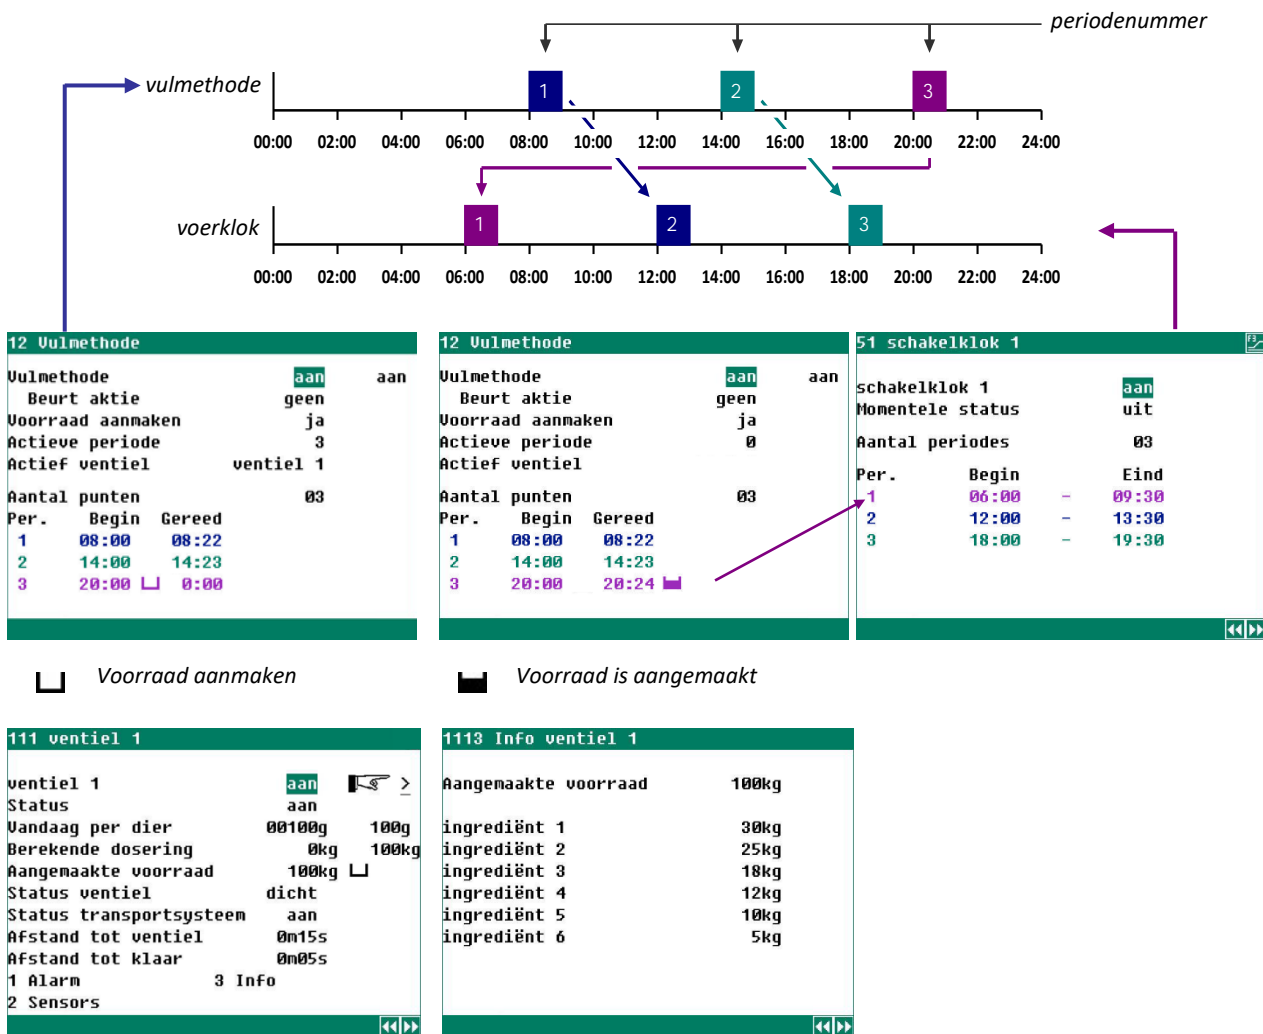 periodenummer
vulmethode
1 2 3
00:00 02:00 04:00 06:00 08:00 10:00 12:00 14:00 16:00 18:00 20:00 22:00 24:00
voerklok
1 2 3
00:00 02:00 04:00 06:00 08:00 10:00 12:00 14:00 16:00 18:00 20:00 22:00 24:00
12 Vulmethode
Vulmethode aan aan
Beurt aktie geen
Voorraad aanmaken ja
Actieve periode 3
Actief ventiel ventiel 1
Aantal punten 03
Per. Begin Gereed
1 08:00 08:22
2 14:00 14:23
3 20:00 0:00
12 Vulmethode
Vulmethode aan aan
Beurt aktie geen
Voorraad aanmaken ja
Actieve periode 0
Actief ventiel
Aantal punten 03
Per. Begin Gereed
1 08:00 08:22
2 14:00 14:23
3 20:00 20:24
51 schakelklok 1 F3
schakelklok 1 aan
Momentele status uit
Aantal periodes 03
Per. Begin Eind
1 06:00 - 09:30
2 12:00 - 13:30
3 18:00 - 19:30
Voorraad aanmaken
Voorraad is aangemaakt
111 ventiel 1
ventiel 1 aan >
Status aan
Vandaag per dier 00100g 100g
Berekende dosering 0kg 100kg
Aangemaakte voorraad 100kg
Status ventiel dicht
Status transportsysteem aan
Afstand tot ventiel 0m15s
Afstand tot klaar 0m05s
1 Alarm 3 Info
2 Sensors
1113 Info ventiel 1
Aangemaakte voorraad 100kg
ingrediënt 1 30kg
ingrediënt 2 25kg
ingrediënt 3 18kg
ingrediënt 4 12kg
ingrediënt 5 10kg
ingrediënt 6 5kg